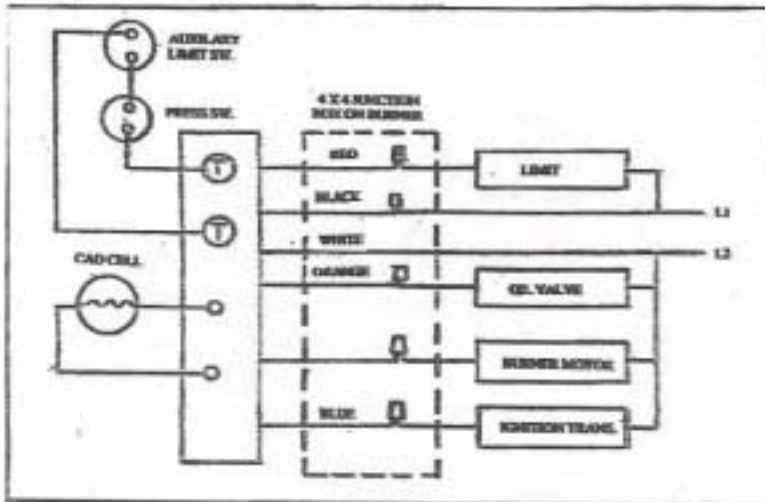 AUXILARY
LIMIT SW.
PRESS SW.
4 X 4 JUNCTION
BOX ON BURNER
RED
LIMIT
T
BLACK
L1
T
WHITE
L2
CAD CELL
ORANGE
OIL VALVE
BURNER MOTOR
BLUE
IGNITION TRANS.